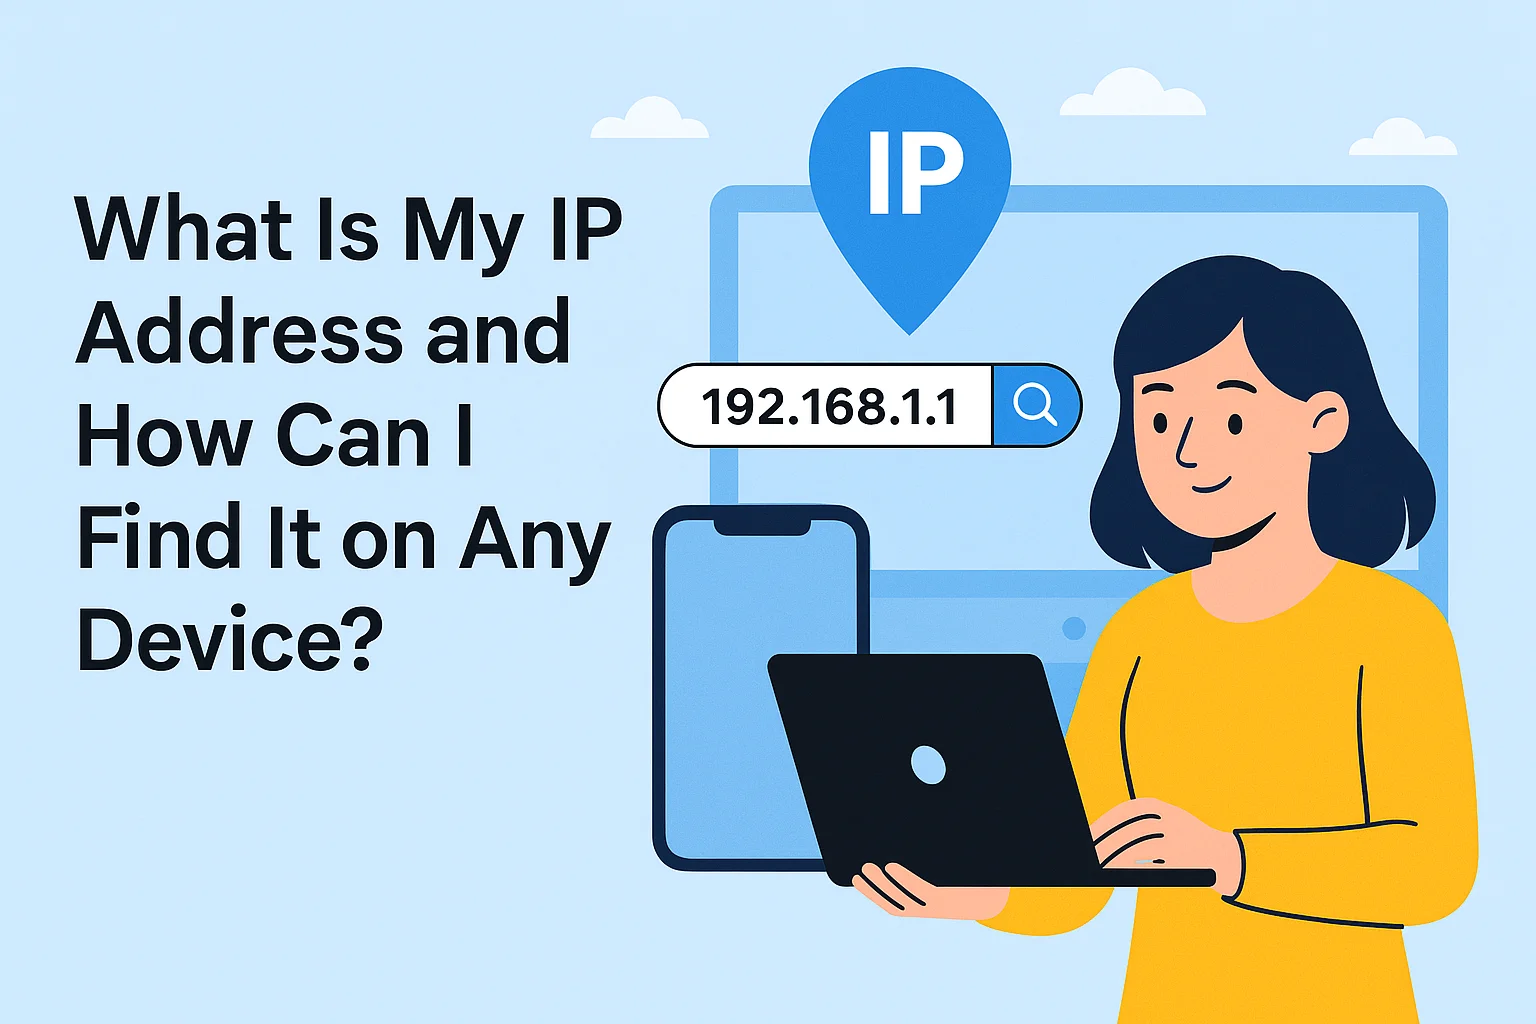 What Is My IP
Address and
How Can I
Find It on Any
Device?
IP
192.168.1.1